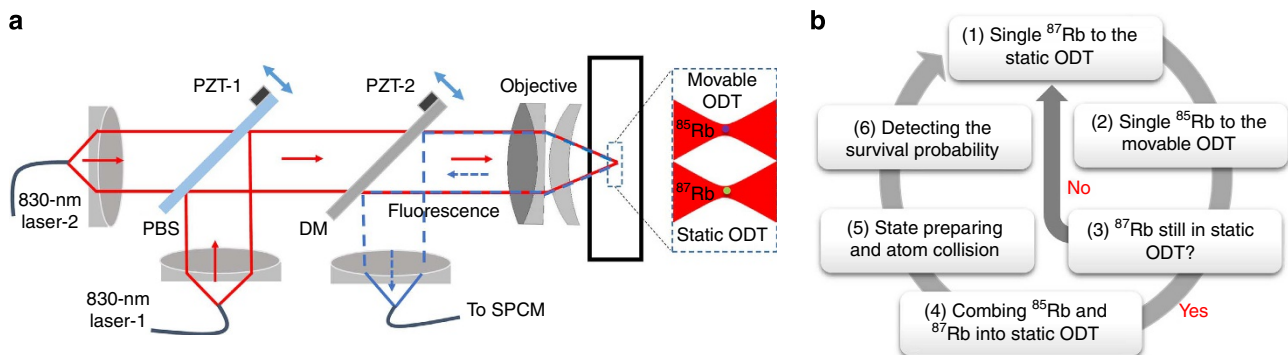 a
PZT-1
PZT-2
Objective
Movable
ODT
85Rb
87Rb
Static ODT
830-nm
laser-2
PBS
DM
Fluorescence
830-nm
laser-1
To SPCM
b
(1) Single 87Rb to the
static ODT
(2) Single 85Rb to the
movable ODT
No
(3) 87Rb still in static
ODT?
Yes
(4) Combing 85Rb and
87Rb into static ODT
(5) State preparing
and atom collision
(6) Detecting the
survival probability